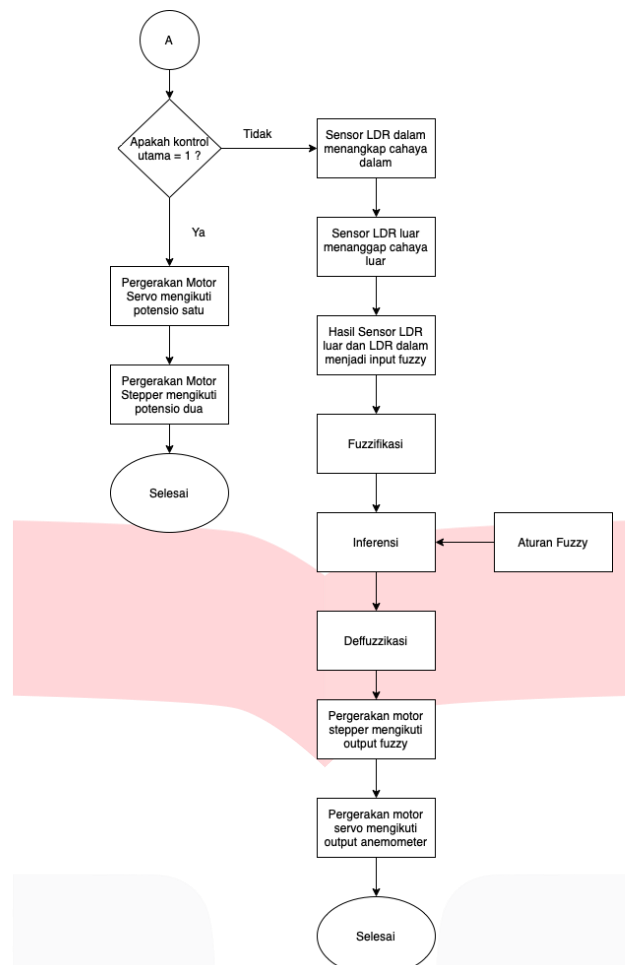 A
Apakah kontrol
utama = 1 ?
Tidak
Ya
Pergerakan Motor
Servo mengikuti
potensio satu
Pergerakan Motor
Stepper mengikuti
potensio dua
Selesai
Sensor LDR dalam
menangkap cahaya
dalam
Sensor LDR luar
menanggap cahaya
luar
Hasil Sensor LDR
luar dan LDR dalam
menjadi input fuzzy
Fuzzifikasi
Inferensi
Aturan Fuzzy
Deffuzzikasi
Pergerakan motor
stepper mengikuti
output fuzzy
Pergerakan motor
servo mengikuti
output anemometer
Selesai